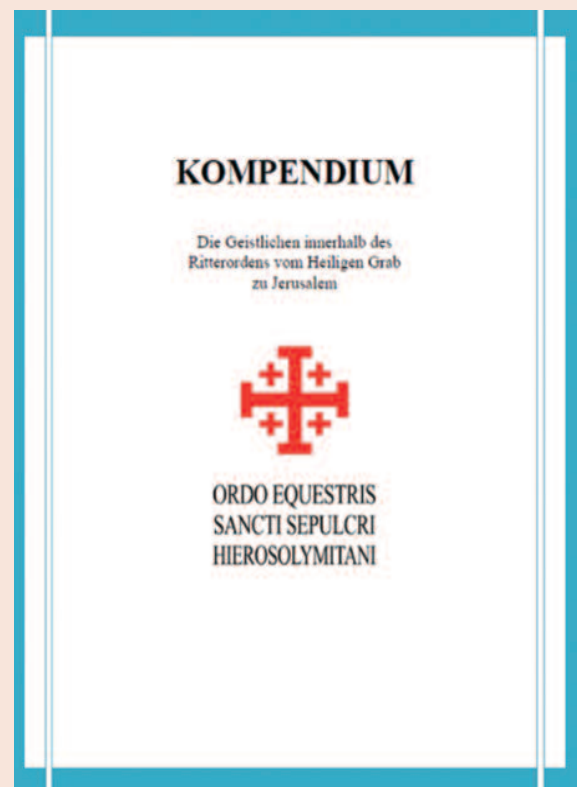 KOMPENDIUM
Die Geistlichen innerhalb des
Ritterordens vom Heiligen Grab
zu Jerusalem
ORDO EQUESTRIS
SANCTI SEPULCRI
HIEROSOLYMITANI